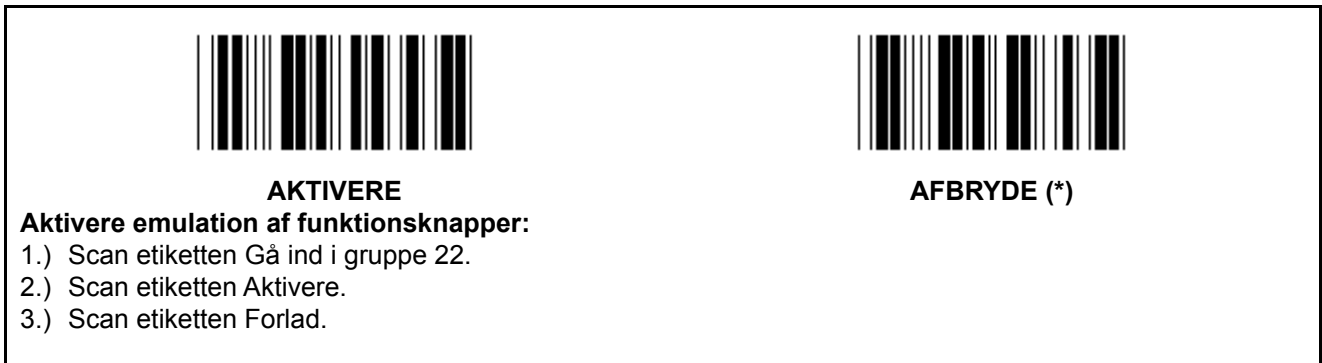 AKTIVERE
AFBRYDE (*)
Aktivere emulation af funktionsknapper:
1.) Scan etiketten Gå ind i gruppe 22.
2.) Scan etiketten Aktivere.
3.) Scan etiketten Forlad.